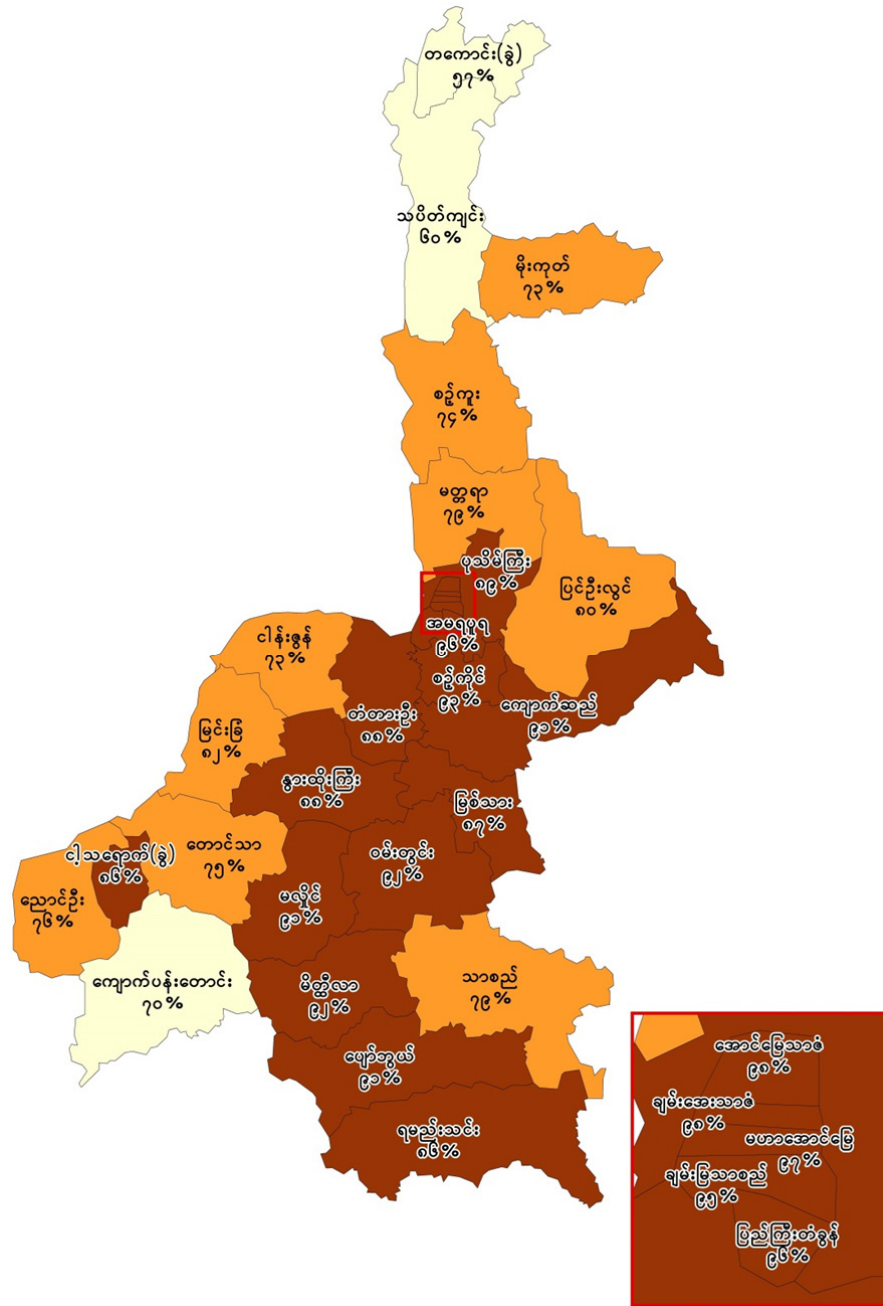 တကောင်း(ခွဲ)
၅၇%
သပိတ်ကျင်း
၆၀%
မိုးကုတ်
၇၃%
စဉ့်ကူး
၇၄%
မတ္တရာ
၇၉%
ပုသိမ်ကြီး
၈၉%
ပြင်ဦးလွင်
၈၀%
အမရပူရ
၉၆%
ငါန်းဇွန်
၇၃%
စဉ့်ကိုင်
၉၃%
ကျောက်ဆည်
၉၁%
တံတားဦး
၈၈%
မြင်းခြံ
၈၂%
နွားထိုးကြီး
၈၈%
မြစ်သား
၈၇%
တောင်သာ
၇၅%
ဝမ်းတွင်း
၉၂%
ငါ့သရောက်(ခွဲ)
၈၆%
ညောင်ဦး
၇၆%
မလှိုင်
၉၁%
ကျောက်ပန်းတောင်း
၇၀%
မိတ္ထီလာ
၉၂%
သာစည်
၇၉%
ပျော်ဘွယ်
၉၁%
ရမည်းသင်း
၈၆%
အောင်မြေသာဇံ
၉၈%
ချမ်းအေးသာဇံ
၉၈%
မဟာအောင်မြေ
၉၇%
ချမ်းမြသာစည်
၉၅%
ပြည်ကြီးတံခွန်
၉၆%